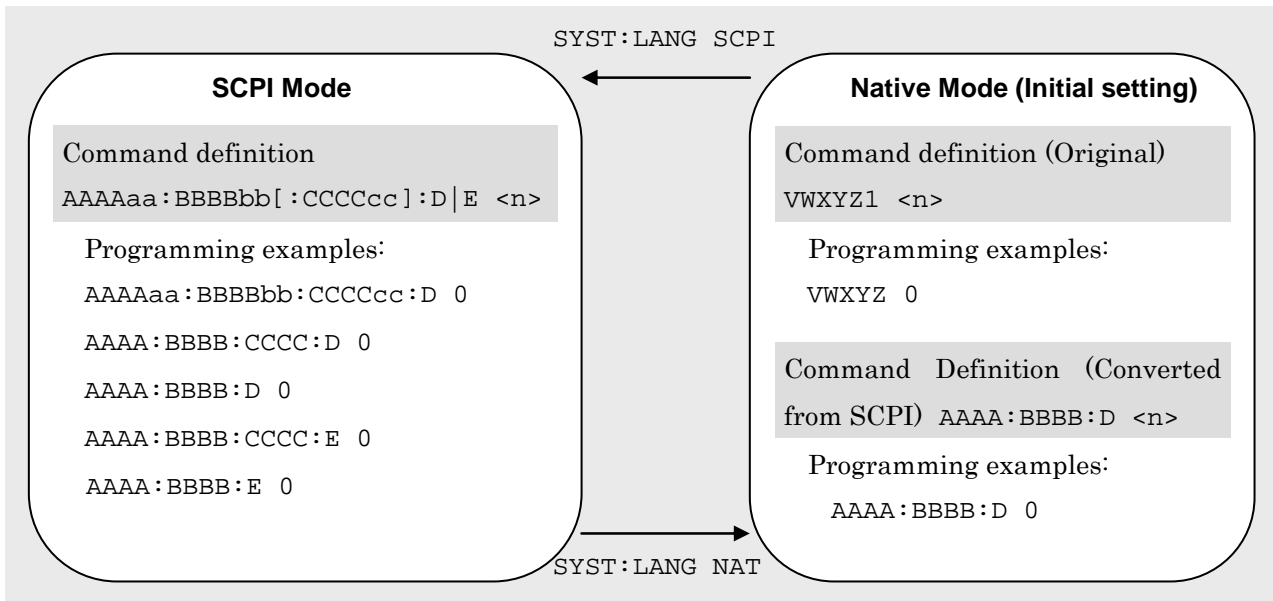 SYST:LANG SCPI
SCPI Mode
Command definition
AAAAaa:BBBBbb[:CCCCcc]:D|E <n>
Programming examples:
AAAAaa:BBBBbb:CCCCcc:D 0
AAAA:BBBB:CCCC:D 0
AAAA:BBBB:D 0
AAAA:BBBB:CCCC:E 0
AAAA:BBBB:E 0
Native Mode (Initial setting)
Command definition (Original)
VWXYZ1 <n>
Programming examples:
VWXYZ 0
Command Definition (Converted
from SCPI) AAAA:BBBB:D <n>
Programming examples:
AAAA:BBBB:D 0
SYST:LANG NAT